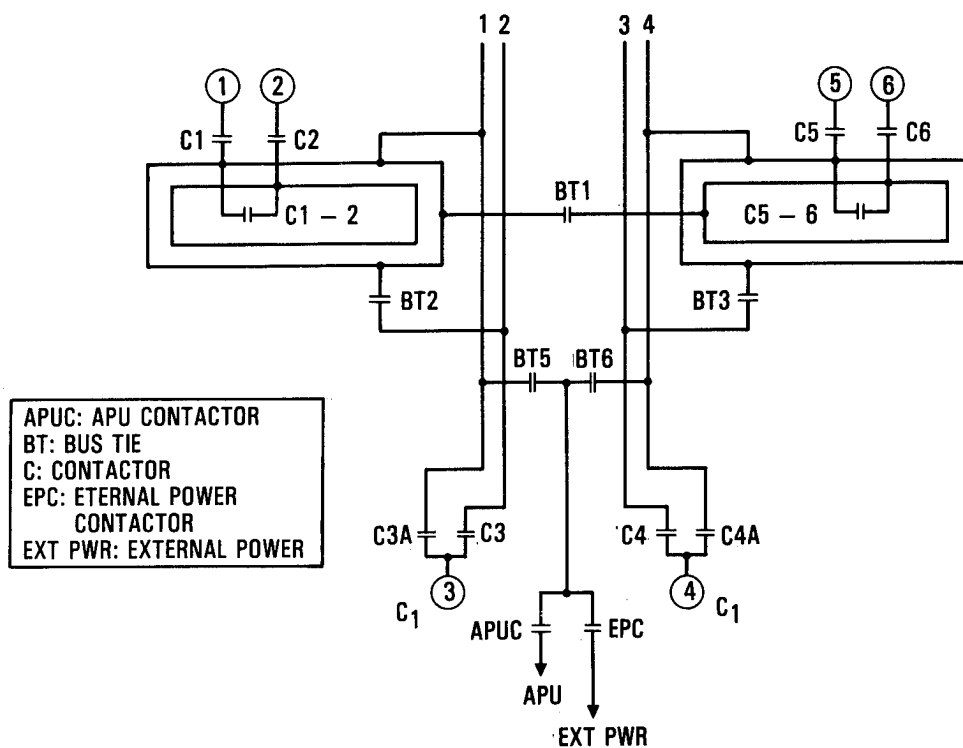 1 2 3 4
1 2 5 6
C1 C2 C5 C6
BT1
C1 – 2 C5 – 6
BT2 BT3
BT5 BT6
APUC: APU CONTACTOR
BT: BUS TIE
C: CONTACTOR
EPC: ETERNAL POWER
CONTACTOR
EXT PWR: EXTERNAL POWER
C3A C3 C4 C4A
3 4
C1 C1
APUC EPC
APU
EXT PWR